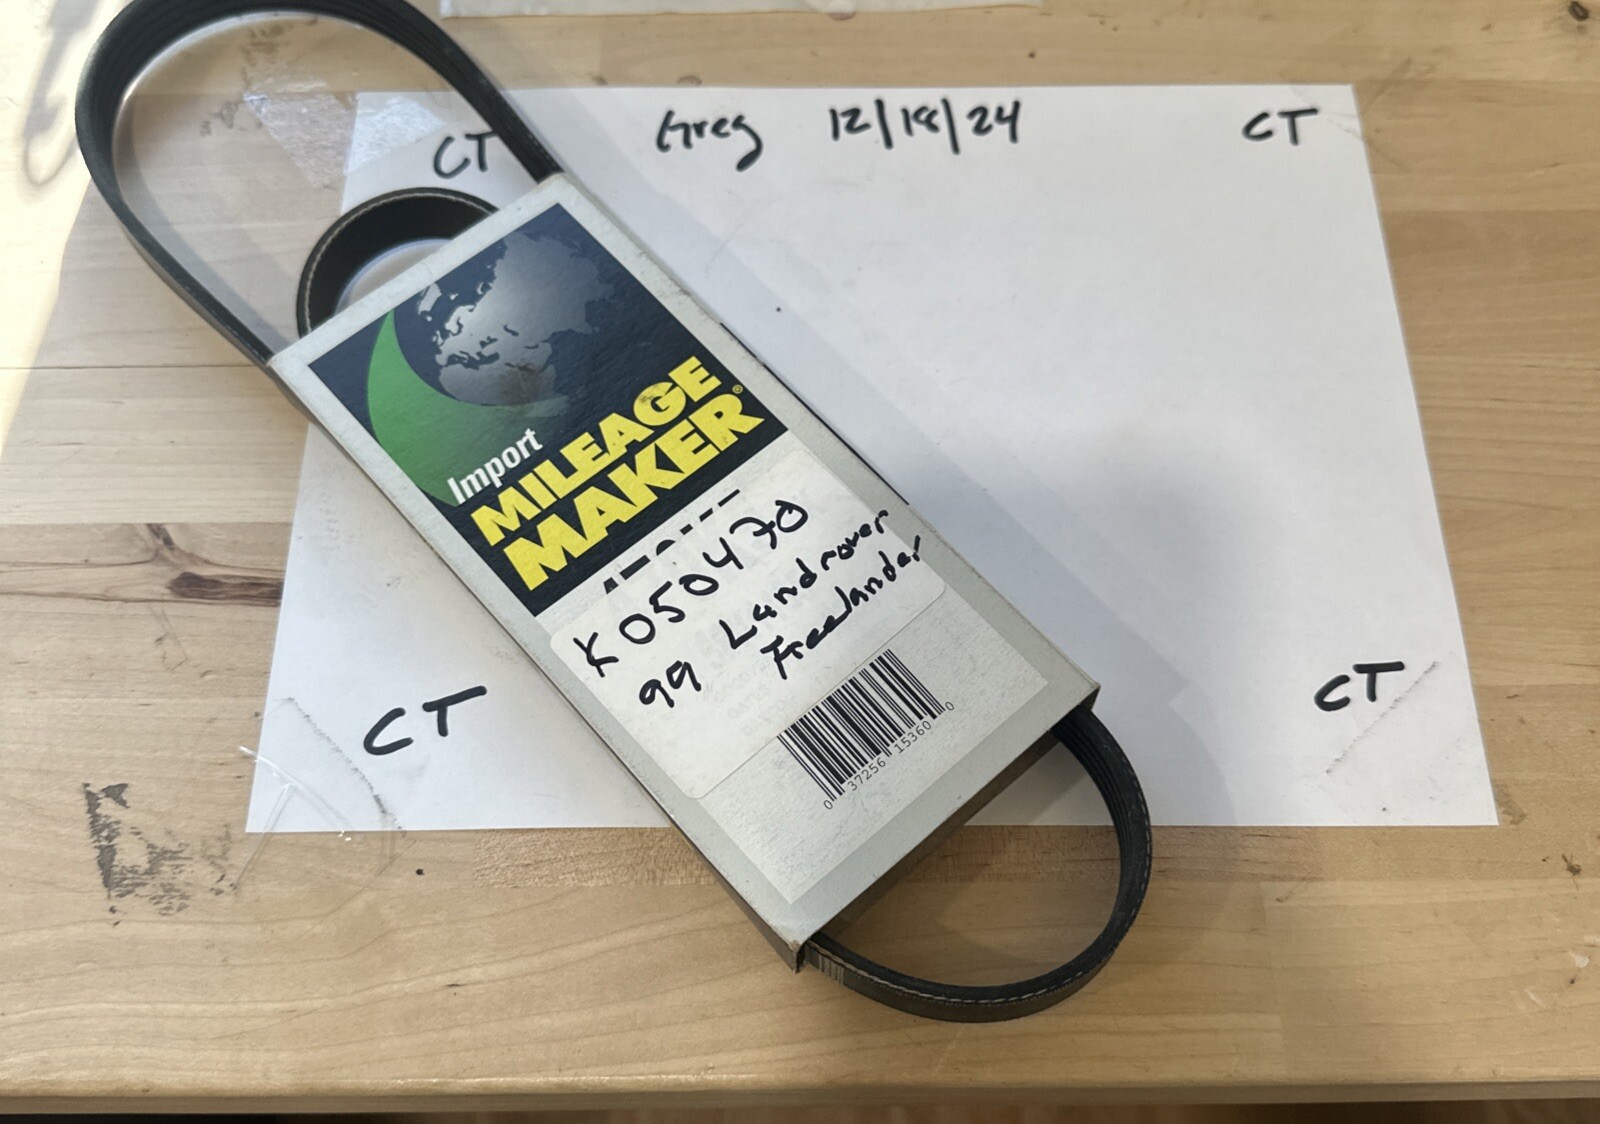 Greg 12/18/24
CT
CT
Import
MILEAGE
MAKER®
K050470
99 Landrover
Freelander
0 37256 15360 0
CT
CT